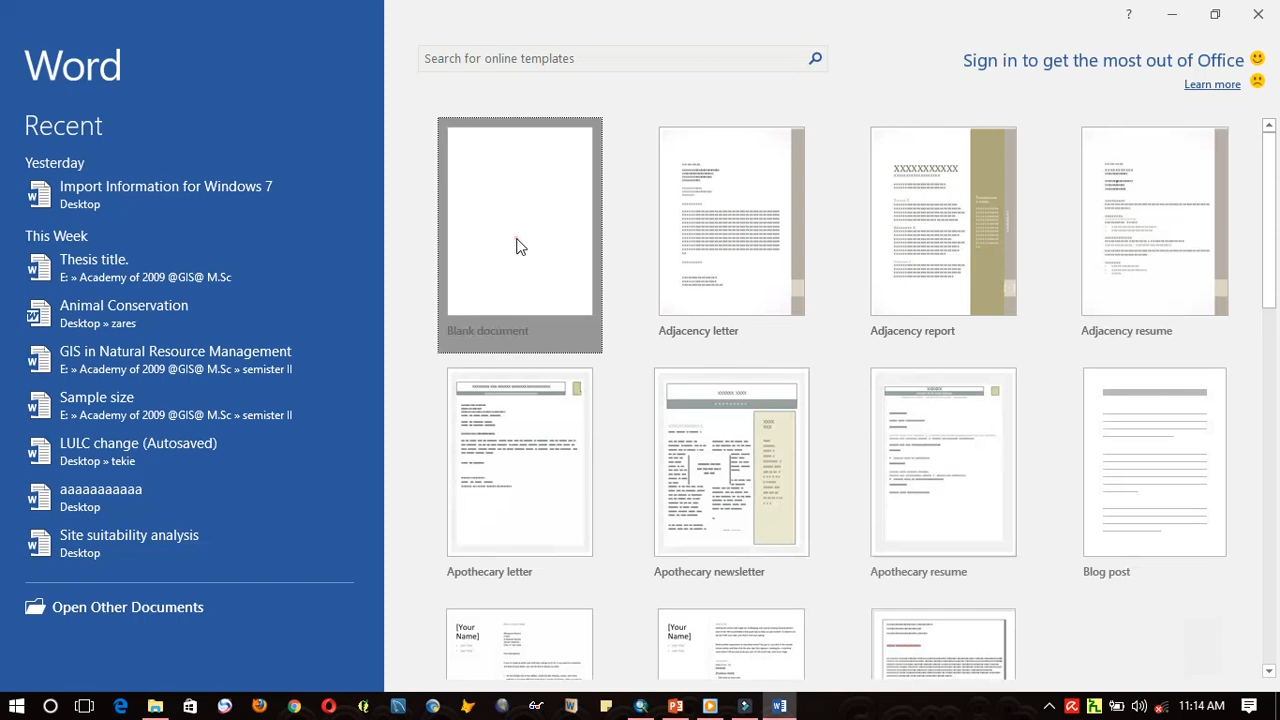 Word
Recent
Yesterday
Import Information for Windows 7
Desktop
This Week
Thesis title.
E: » Academy of 2009 @GIS@
Animal Conservation
Desktop » zares
GIS in Natural Resource Management
E: » Academy of 2009 @GIS@ M.Sc » semister II
Sample size
E: » Academy of 2009 @GIS@ M.Sc » semister II
LULC change (Autosaved)
Desktop
Desktop
Site suitability analysis
Desktop
Open Other Documents
Search for online templates
?
Sign in to get the most out of Office
Learn more
Blank document
Adjacency letter
XXXXXXXXXXX
Adjacency report
Adjacency resume
Apothecary letter
Apothecary newsletter
Apothecary resume
Blog post
[Your
Name]
[Your
Name]
11:14 AM